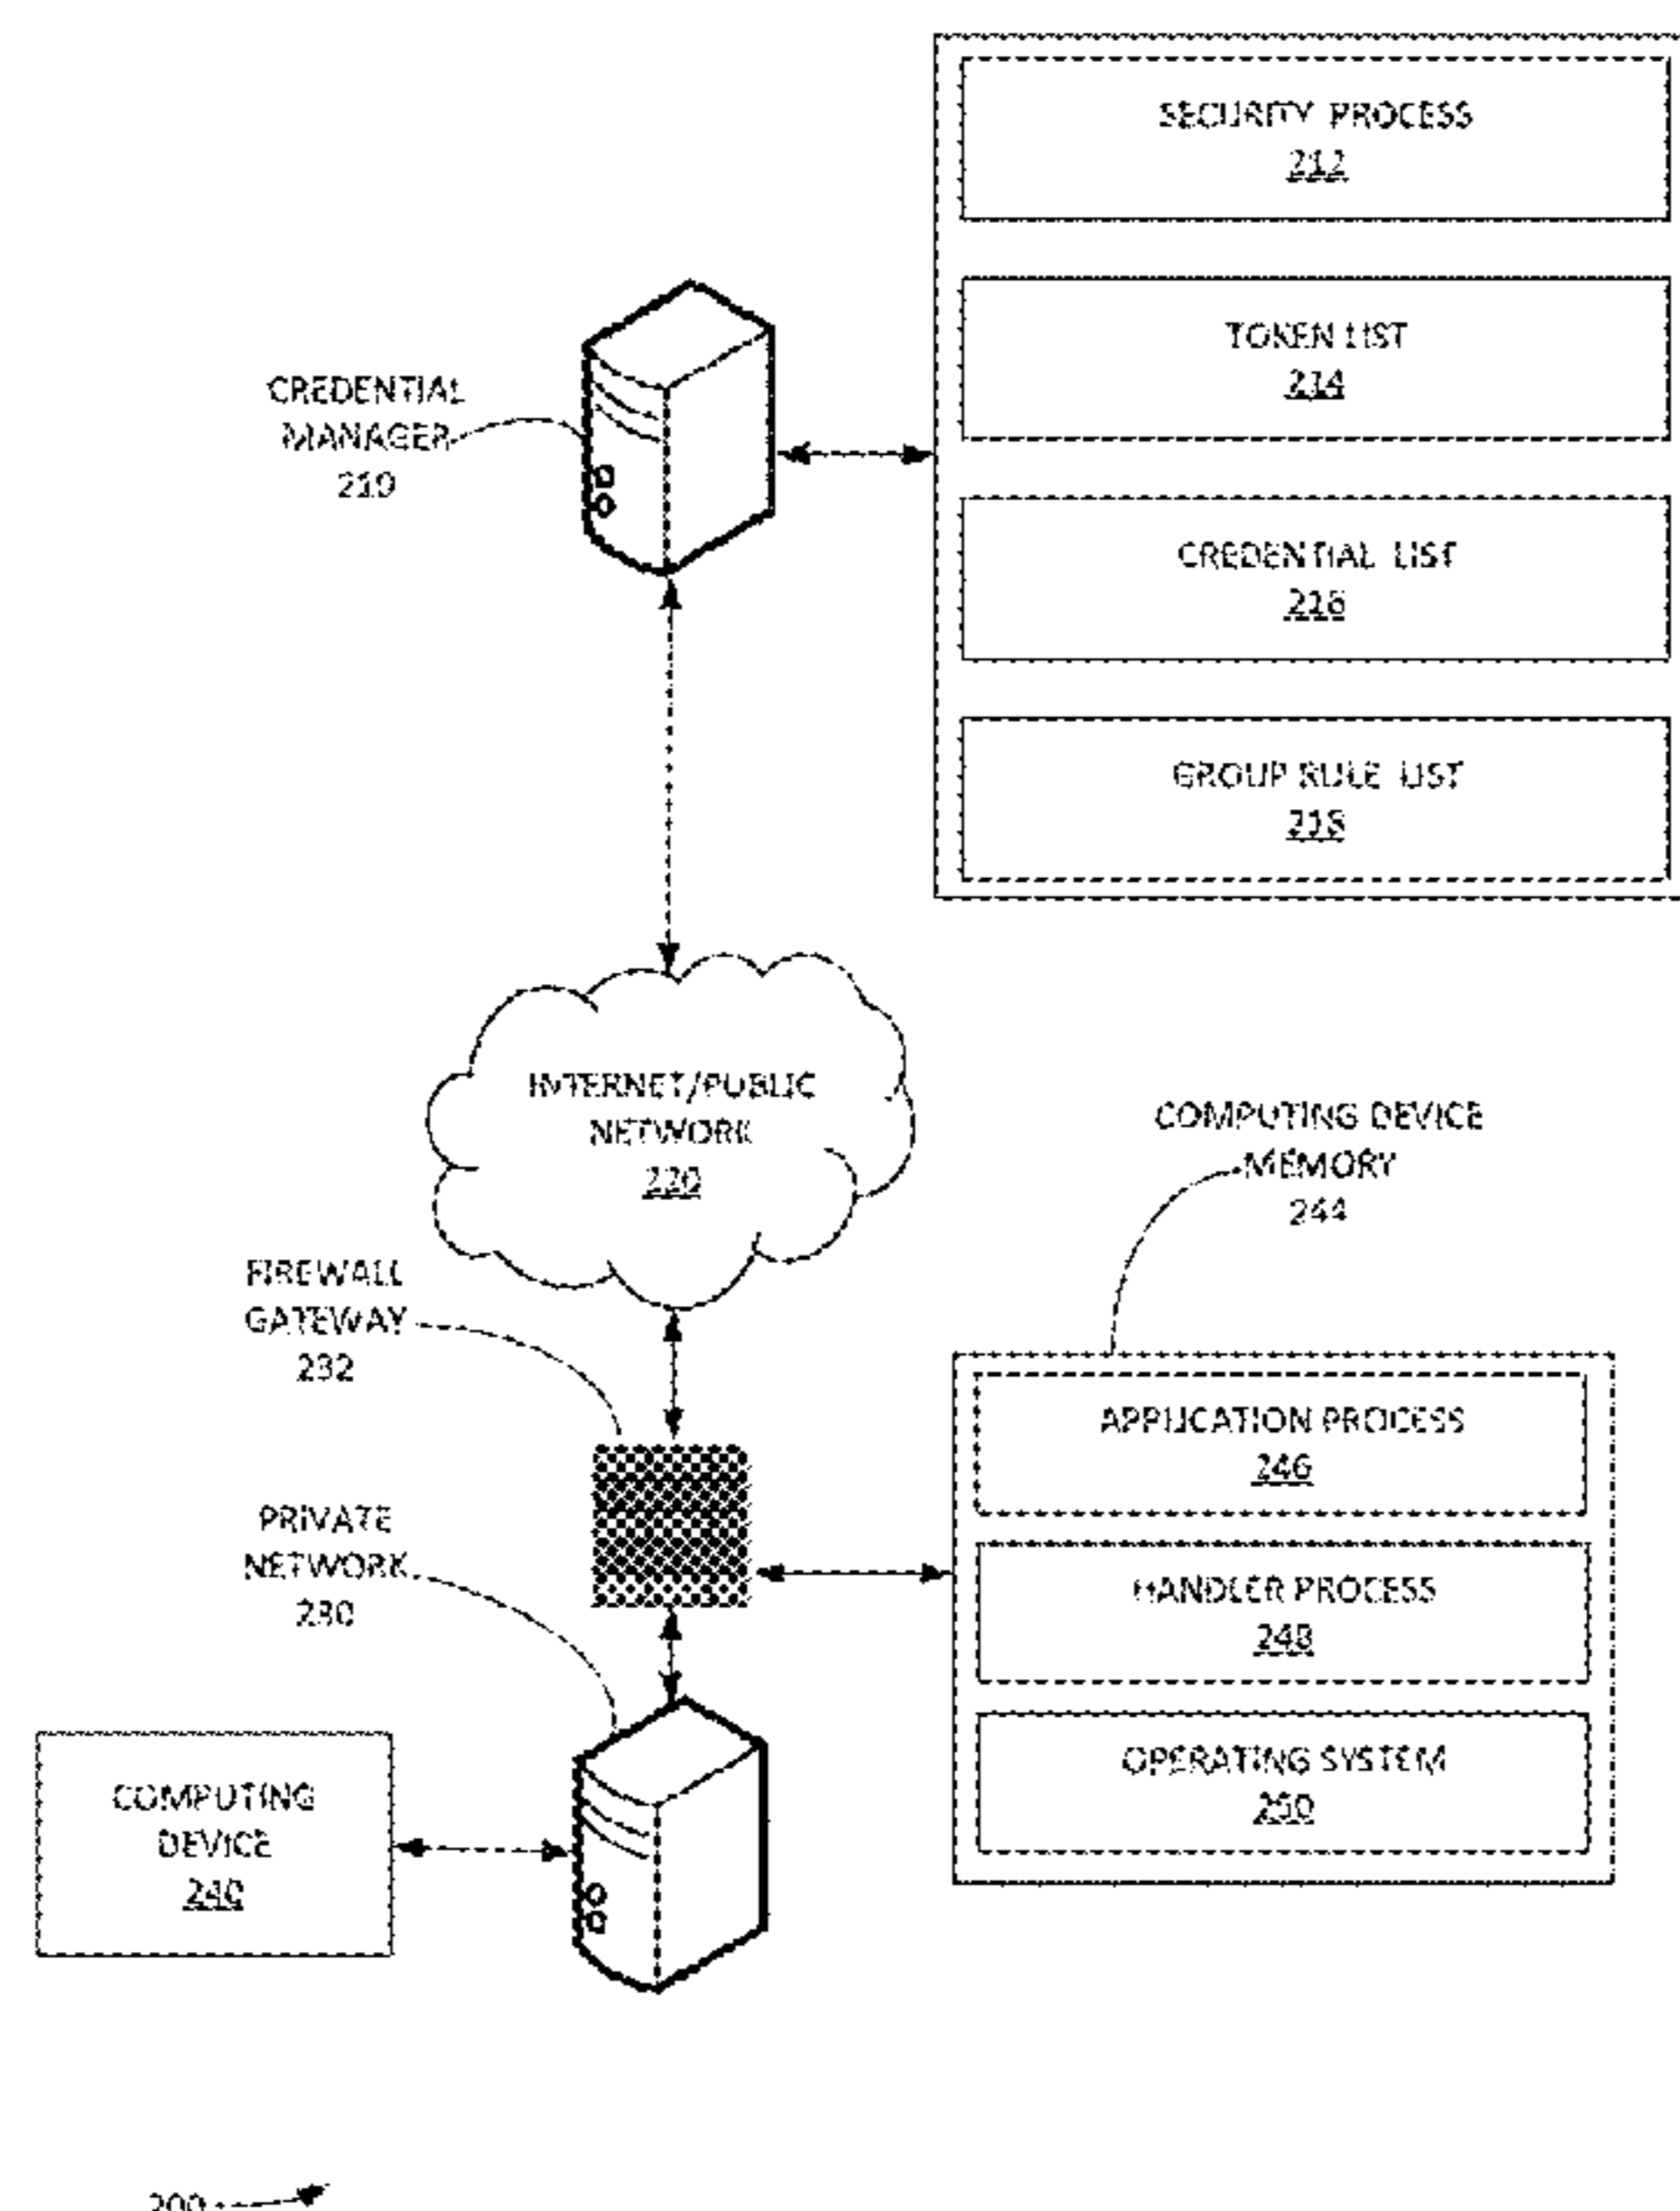 SECURITY PROCESS
212
TOKEN LIST
214
CREDENTIAL
MANAGER
210
CREDENTIAL LIST
216
GROUP RULE LIST
218
INTERNET/PUBLIC
NETWORK
220
COMPUTING DEVICE
MEMORY
244
FIREWALL
GATEWAY
232
APPLICATION PROCESS
246
PRIVATE
NETWORK
230
HANDLER PROCESS
248
OPERATING SYSTEM
250
COMPUTING
DEVICE
240
200